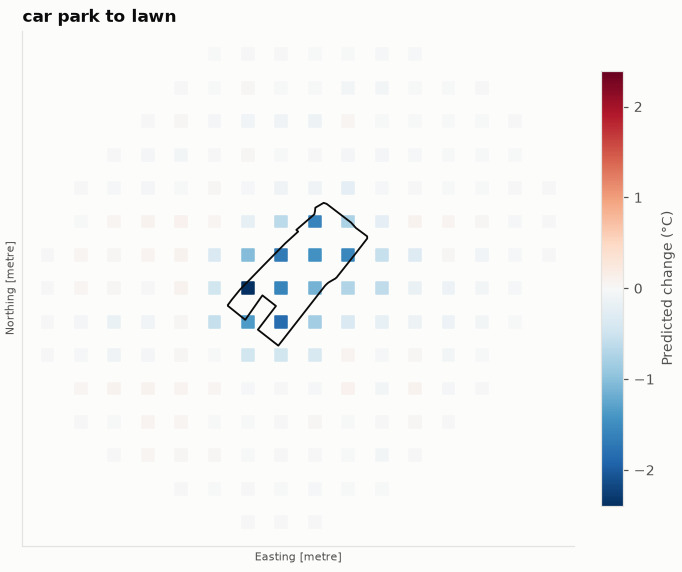 car park to lawn
Northing [metre]
Easting [metre]
2
1
0
−1
−2
Predicted change (°C)